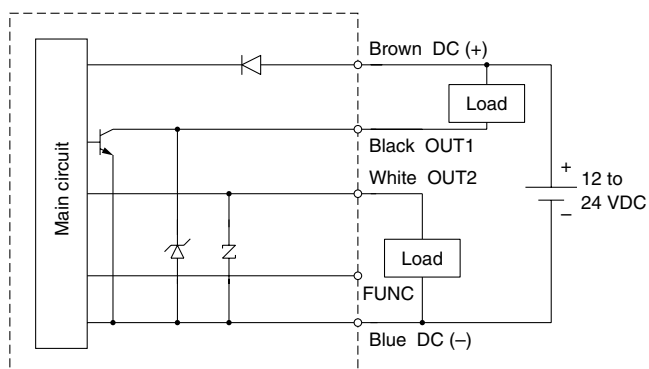 Brown DC (+)
Load
Black OUT1
White OUT2
Main circuit
+
12 to
24 VDC
–
Load
FUNC
Blue DC (–)